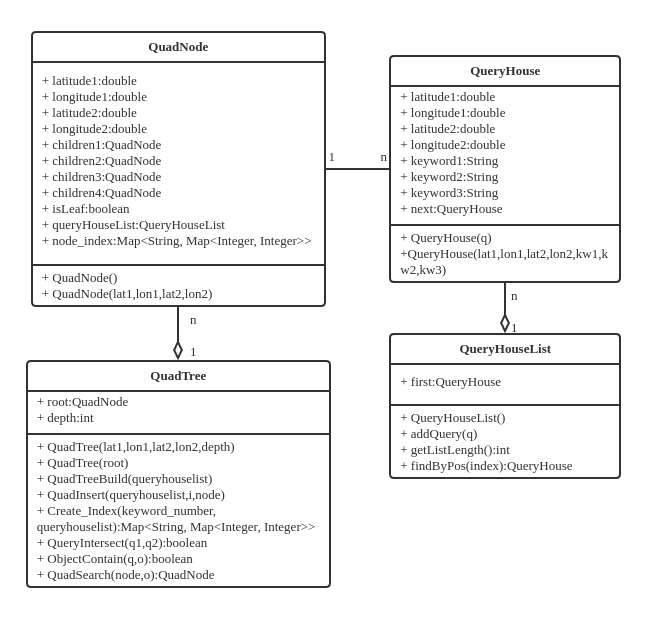 QuadNode
+ latitude1:double
+ longitude1:double
+ latitude2:double
+ longitude2:double
+ children1:QuadNode
+ children2:QuadNode
+ children3:QuadNode
+ children4:QuadNode
+ isLeaf:boolean
+ queryHouseList:QueryHouseList
+ node_index:Map<String, Map<Integer, Integer>>
+ QuadNode()
+ QuadNode(lat1,lon1,lat2,lon2)
1
n
QueryHouse
+ latitude1:double
+ longitude1:double
+ latitude2:double
+ longitude2:double
+ keyword1:String
+ keyword2:String
+ keyword3:String
+ next:QueryHouse
+ QueryHouse(q)
+QueryHouse(lat1,lon1,lat2,lon2,kw1,k
w2,kw3)
n
1
n
1
QuadTree
+ root:QuadNode
+ depth:int
+ QuadTree(lat1,lon1,lat2,lon2,depth)
+ QuadTree(root)
+ QuadTreeBuild(queryhouselist)
+ QuadInsert(queryhouselist,i,node)
+ Create_Index(keyword_number,
queryhouselist):Map<String, Map<Integer, Integer>>
+ QueryIntersect(q1,q2):boolean
+ ObjectContain(q,o):boolean
+ QuadSearch(node,o):QuadNode
QueryHouseList
+ first:QueryHouse
+ QueryHouseList()
+ addQuery(q)
+ getListLength():int
+ findByPos(index):QueryHouse